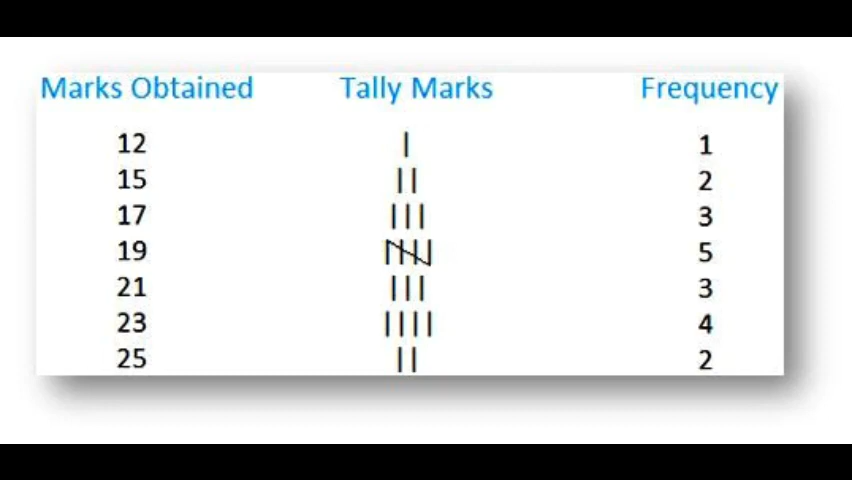 Marks Obtained Tally Marks Frequency
12 | 1
15 || 2
17 ||| 3
19 𝍸 5
21 ||| 3
23 |||| 4
25 || 2